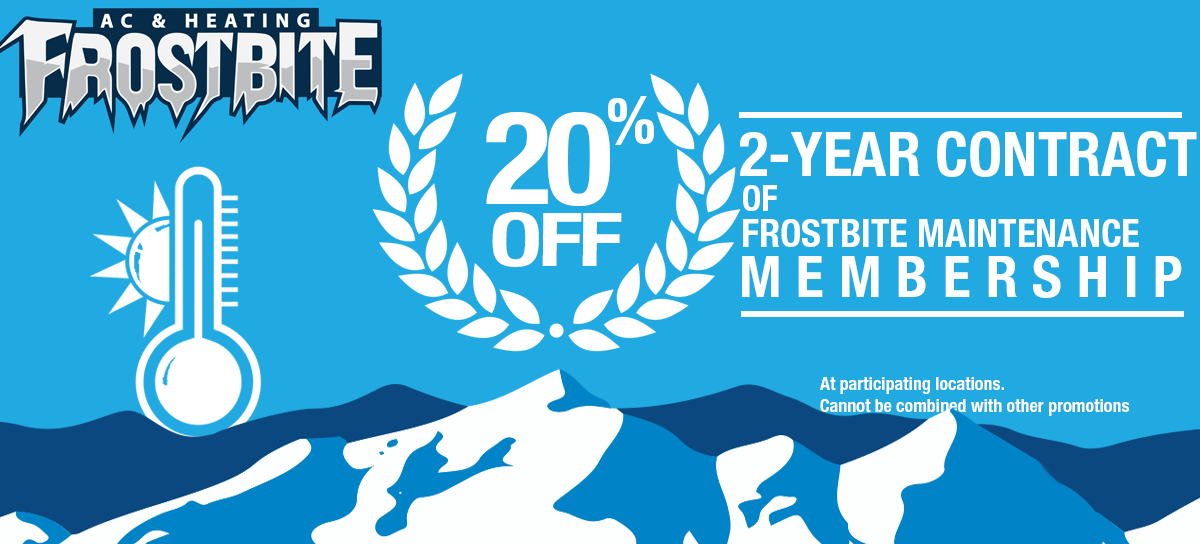 AC & HEATING
FROSTBITE
20%
OFF
2-YEAR CONTRACT
OF
FROSTBITE MAINTENANCE
MEMBERSHIP
At participating locations.
Cannot be combined with other promotions